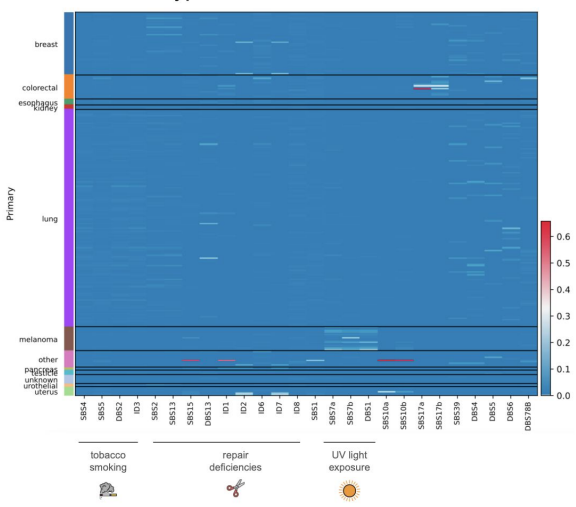 breast
colorectal
esophagus
kidney
lung
melanoma
other
pancreas
testicle
unknown
urothelial
uterus
Primary
0.6
0.5
0.4
0.3
0.2
0.1
0.0
SBS4
SBS5
DBS2
ID3
SBS2
SBS13
SBS15
DBS13
ID1
ID2
ID6
ID7
ID8
SBS1
SBS7a
SBS7b
DBS1
SBS10a
SBS10b
SBS17a
SBS17b
SBS39
DBS4
DBS5
DBS6
DBS78B
tobacco
smoking
repair
deficiencies
UV light
exposure